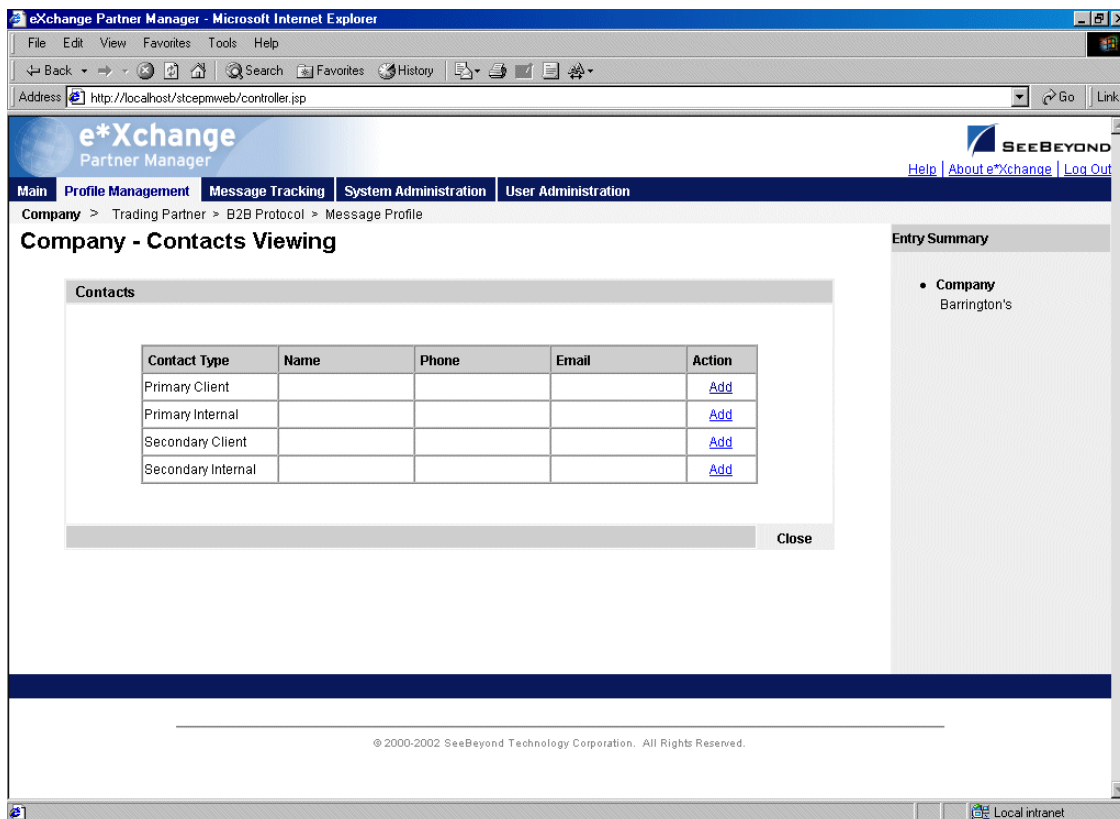 eXchange Partner Manager - Microsoft Internet Explorer
File Edit View Favorites Tools Help
Back Search Favorites History
Address http://localhost/stcepmweb/controller.jsp Go Link
e*Xchange
Partner Manager
SEEBEYOND
Help | About e*Xchange | Log Out
Main Profile Management Message Tracking System Administration User Administration
Company > Trading Partner > B2B Protocol > Message Profile
Company - Contacts Viewing
Entry Summary
Contacts
• Company
Barrington's
Contact Type Name Phone Email Action
Primary Client Add
Primary Internal Add
Secondary Client Add
Secondary Internal Add
Close
© 2000-2002 SeeBeyond Technology Corporation. All Rights Reserved.
Local intranet